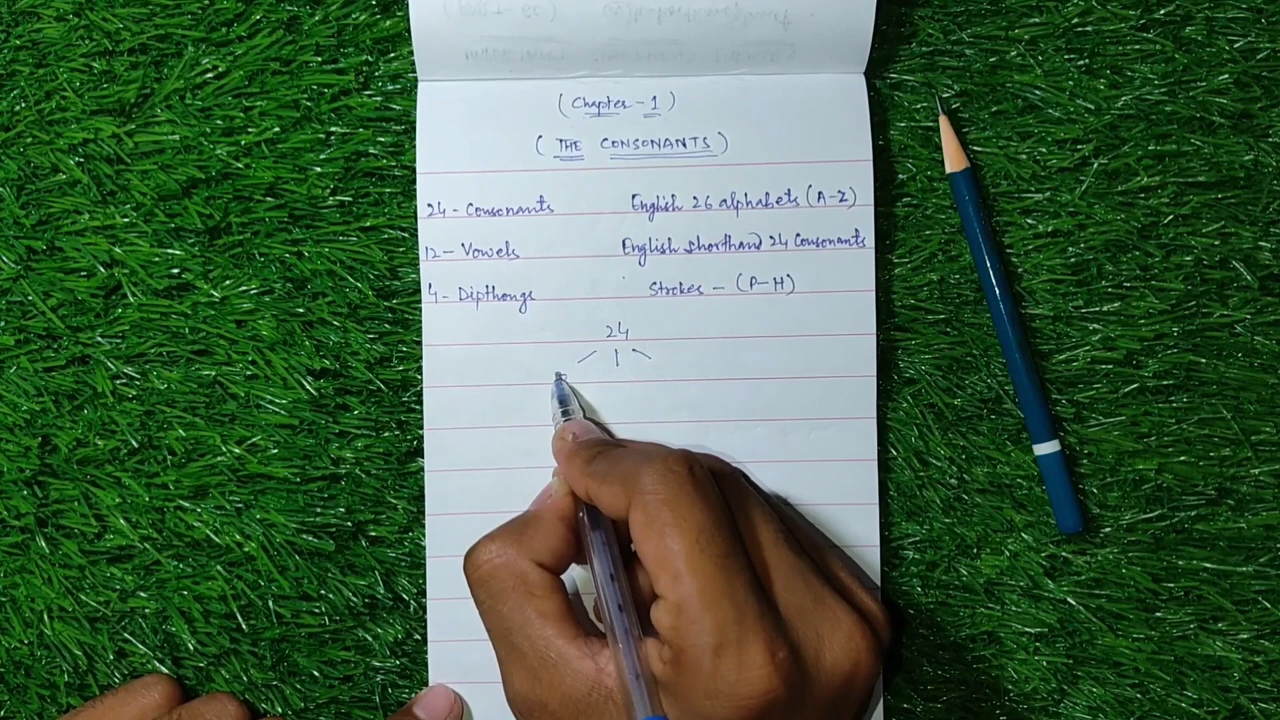 ( Chapter - 1 )
( THE CONSONANTS )
24 - Consonants English 26 alphabets (A-Z)
12 - Vowels English shorthand 24 Consonants
4 - Dipthongs Strokes - (P-H)
24